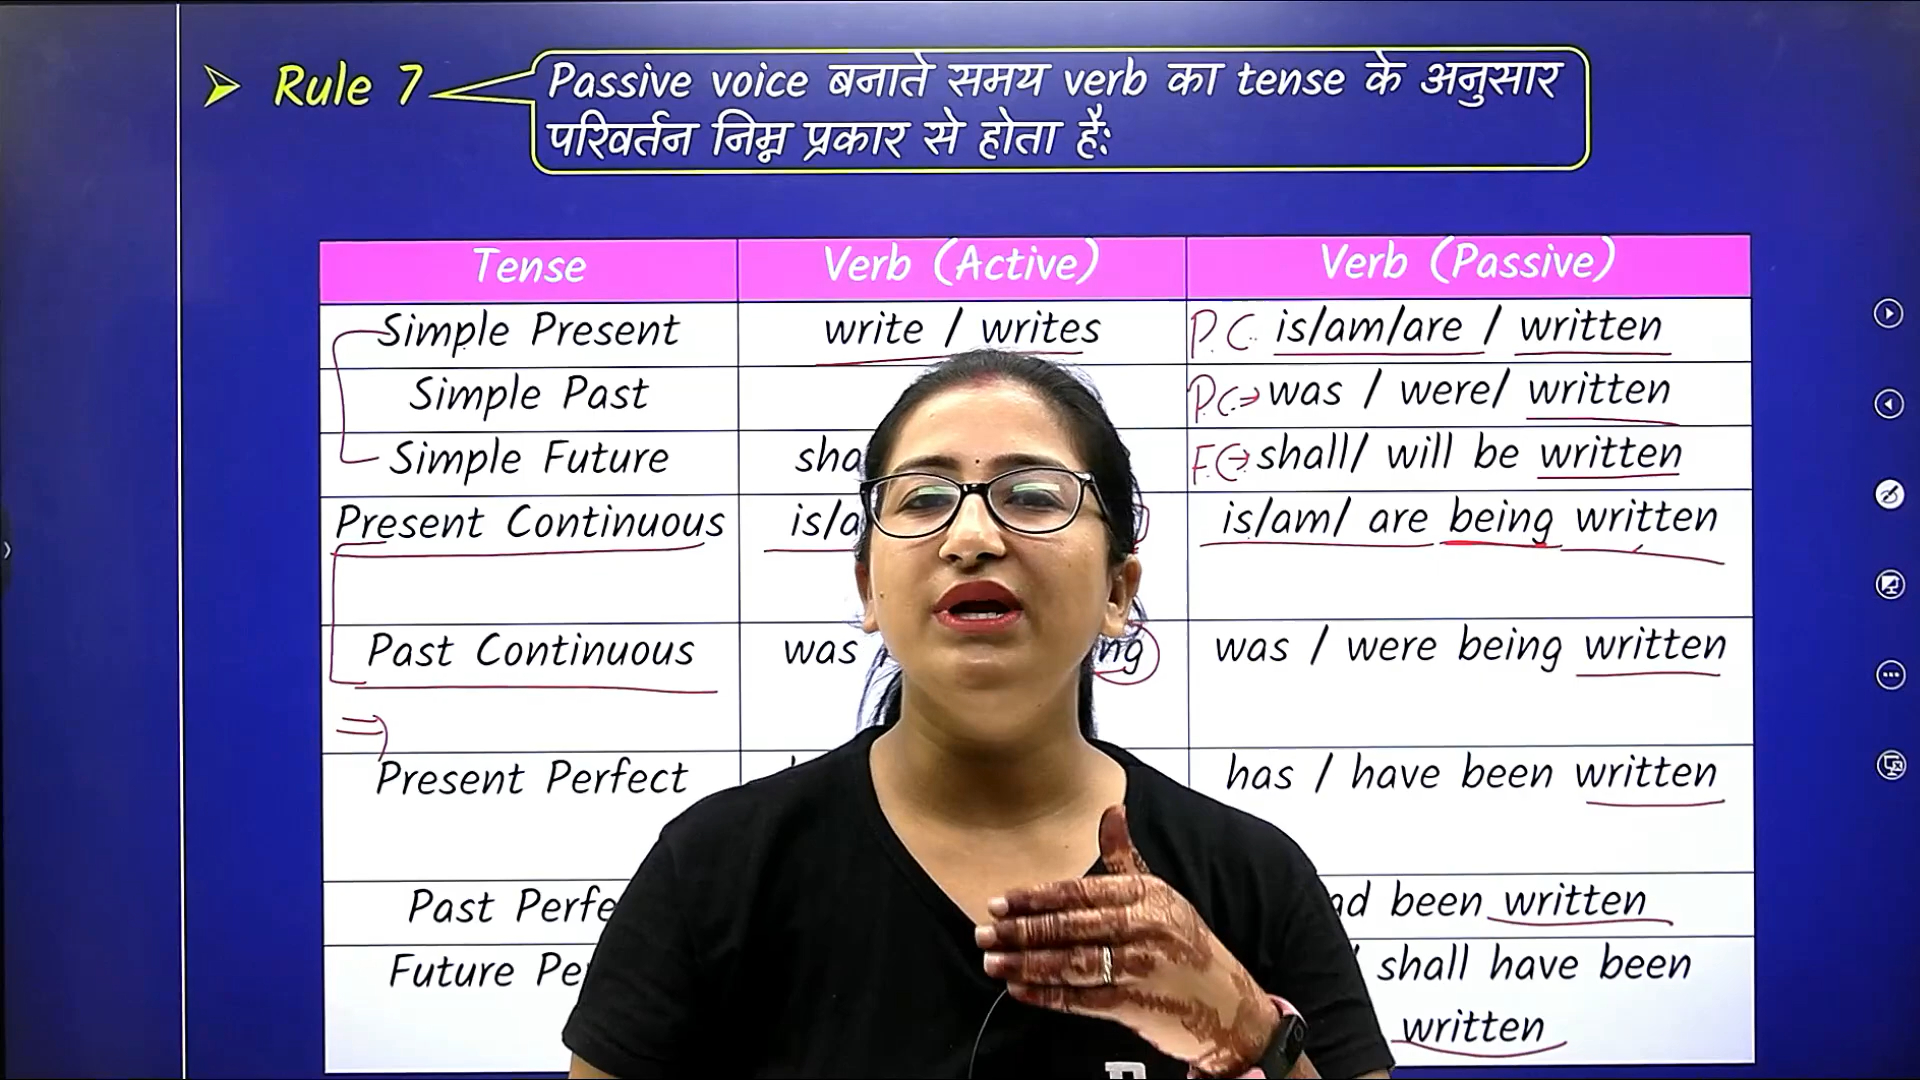 Rule 7
Passive voice बनाते समय verb का tense के अनुसार
परिवर्तन निम्न प्रकार से होता है:
Tense Verb (Active) Verb (Passive)
Simple Present write / writes P.C. is/am/are / written
Simple Past P.C.→ was / were/ written
Simple Future F.C→ shall/ will be written
Present Continuous is/am/ are being written
Past Continuous was was / were being written
Present Perfect has / have been written
Past been written
Future shall have been
written